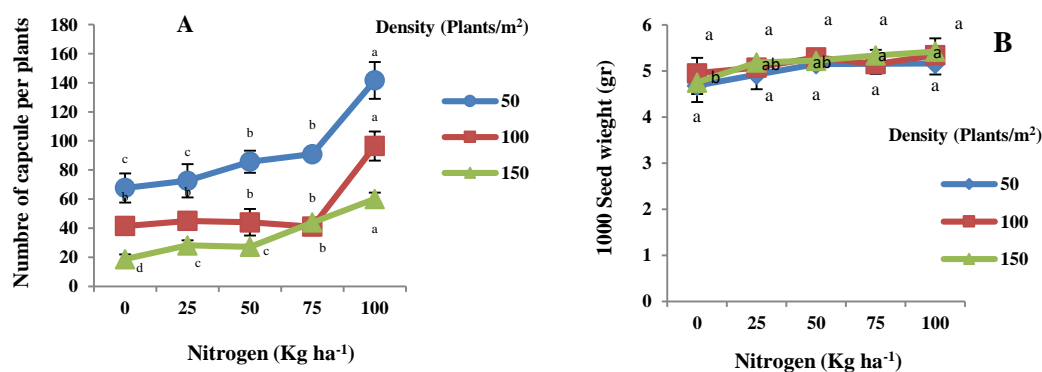 A
Density (Plants/m²)
50
100
150
Numbre of capcule per plants
180
160
140
120
100
80
60
40
20
0
a
a
a
c
c
b
b
b
b
b
b
b
d
c
c
b
0
25
50
75
100
Nitrogen (Kg ha⁻¹)
B
Density (Plants/m²)
50
100
150
1000 Seed wieght (gr)
6
5
4
3
2
1
0
a
a
a
a
a
b
ab
ab
a
a
a
a
a
a
a
0
25
50
75
100
Nitrogen (Kg ha⁻¹)